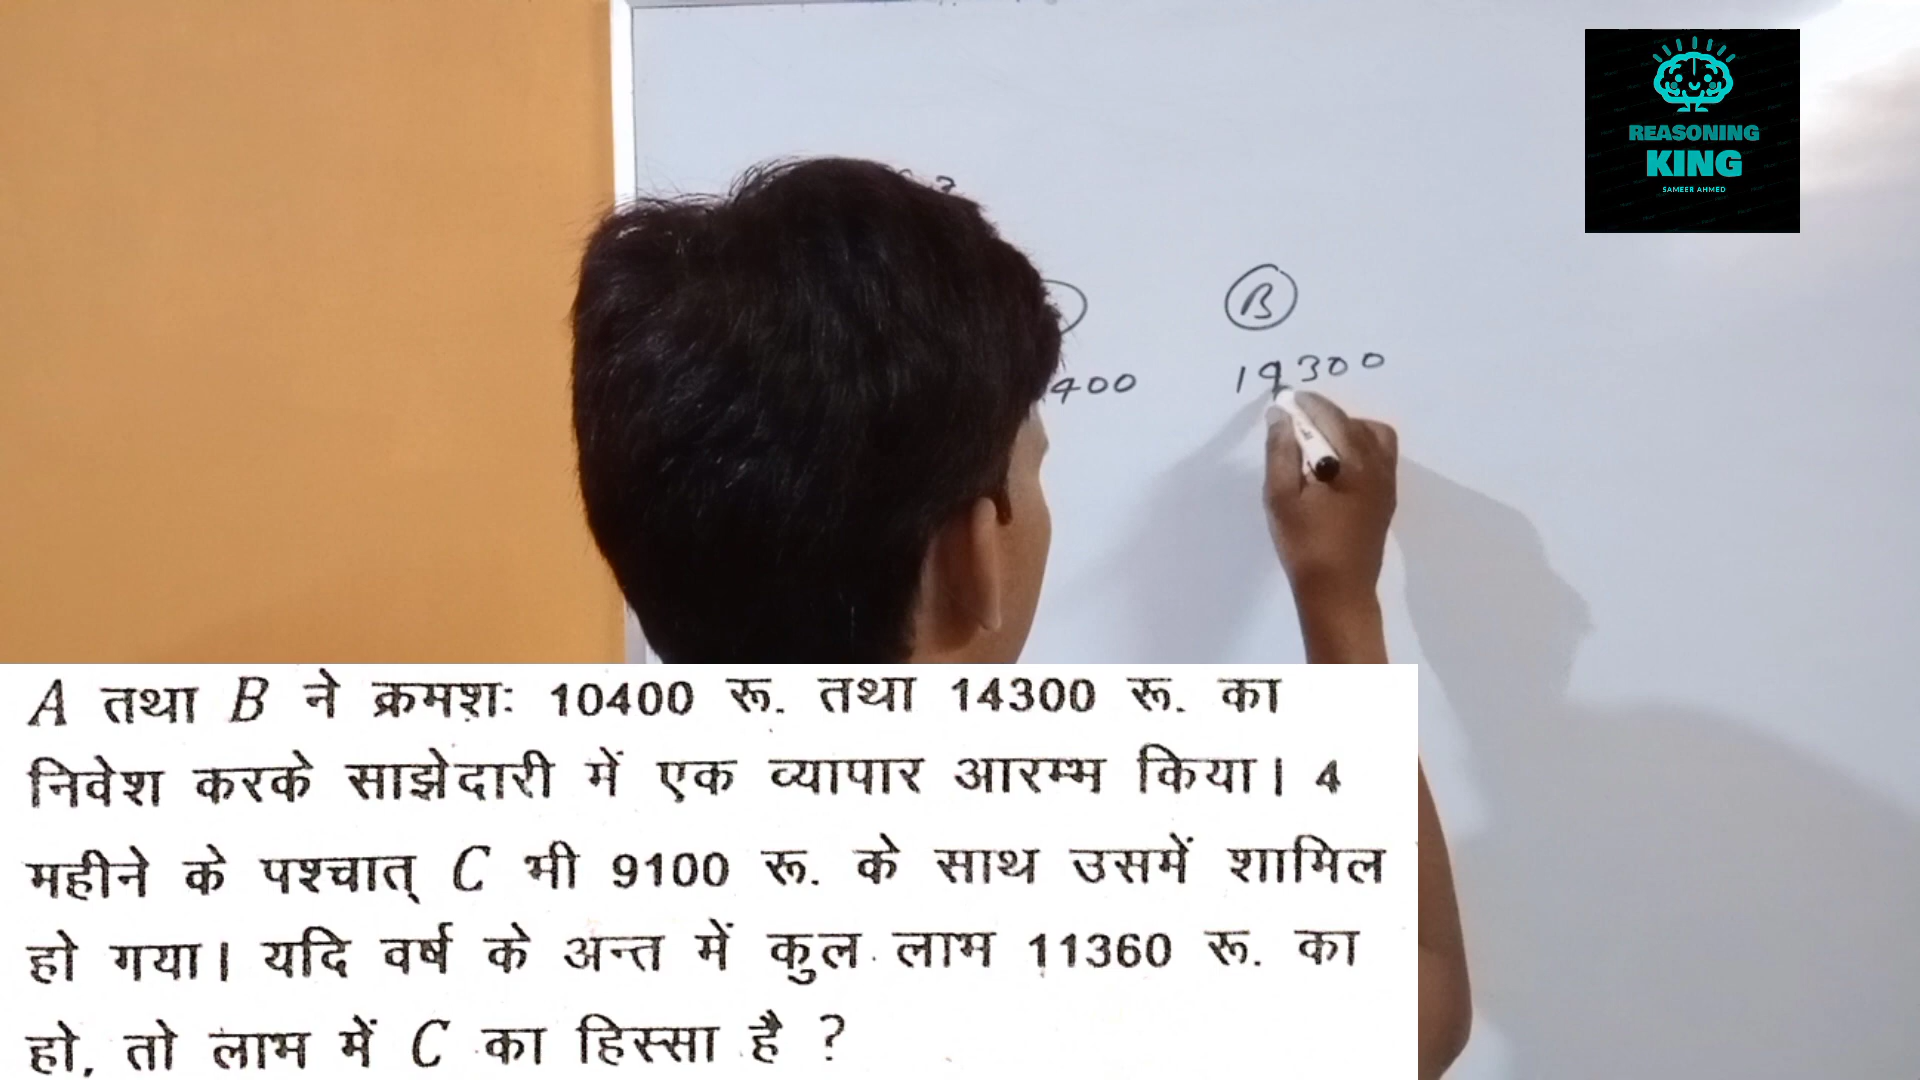 REASONING
KING
SAMEER AHMED
B
400 14300
A तथा B ने क्रमशः 10400 रू. तथा 14300 रू. का
निवेश करके साझेदारी में एक व्यापार आरम्भ किया। 4
महीने के पश्चात् C भी 9100 रू. के साथ उसमें शामिल
हो गया। यदि वर्ष के अन्त में कुल लाभ 11360 रू. का
हो, तो लाभ में C का हिस्सा है ?